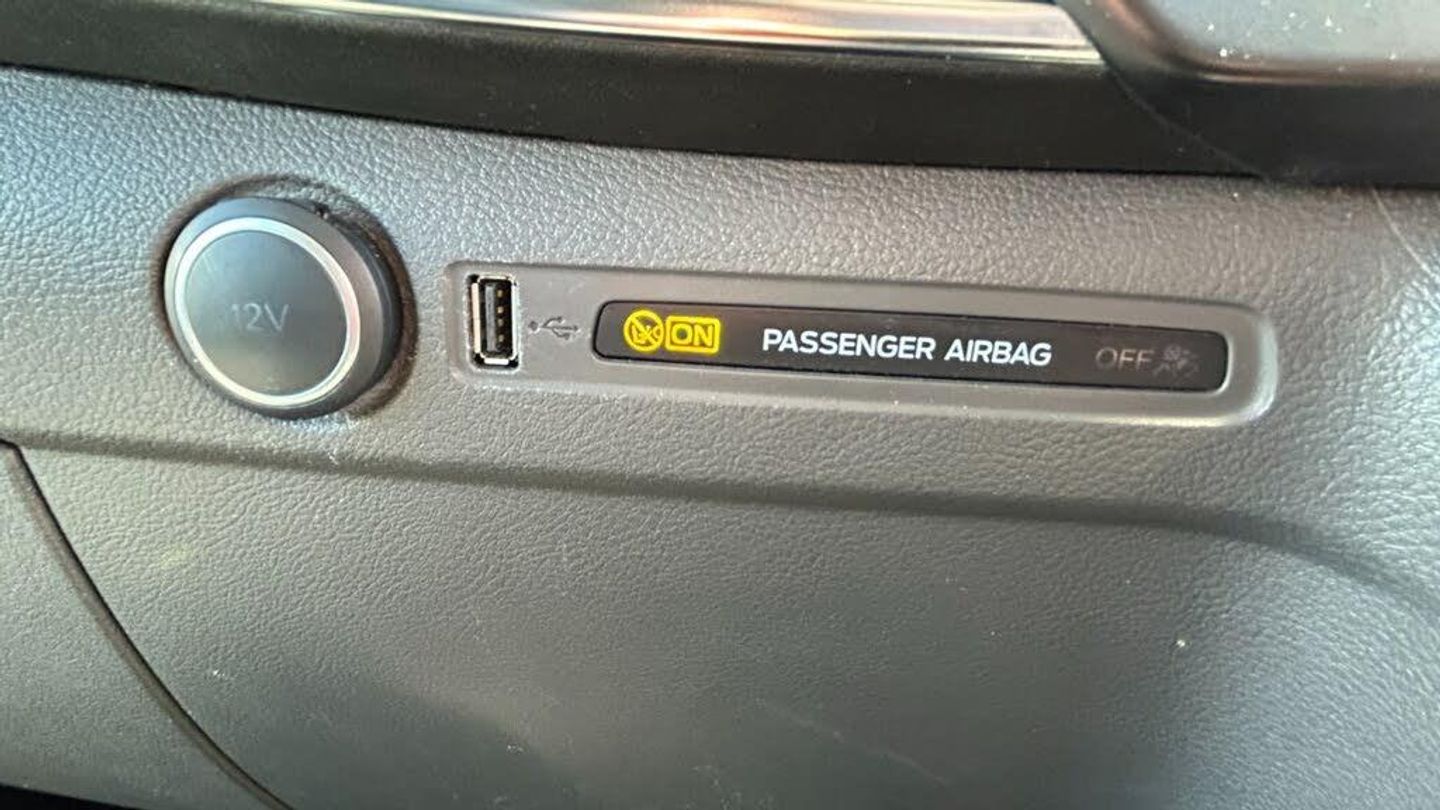 12V
ON PASSENGER AIRBAG OFF